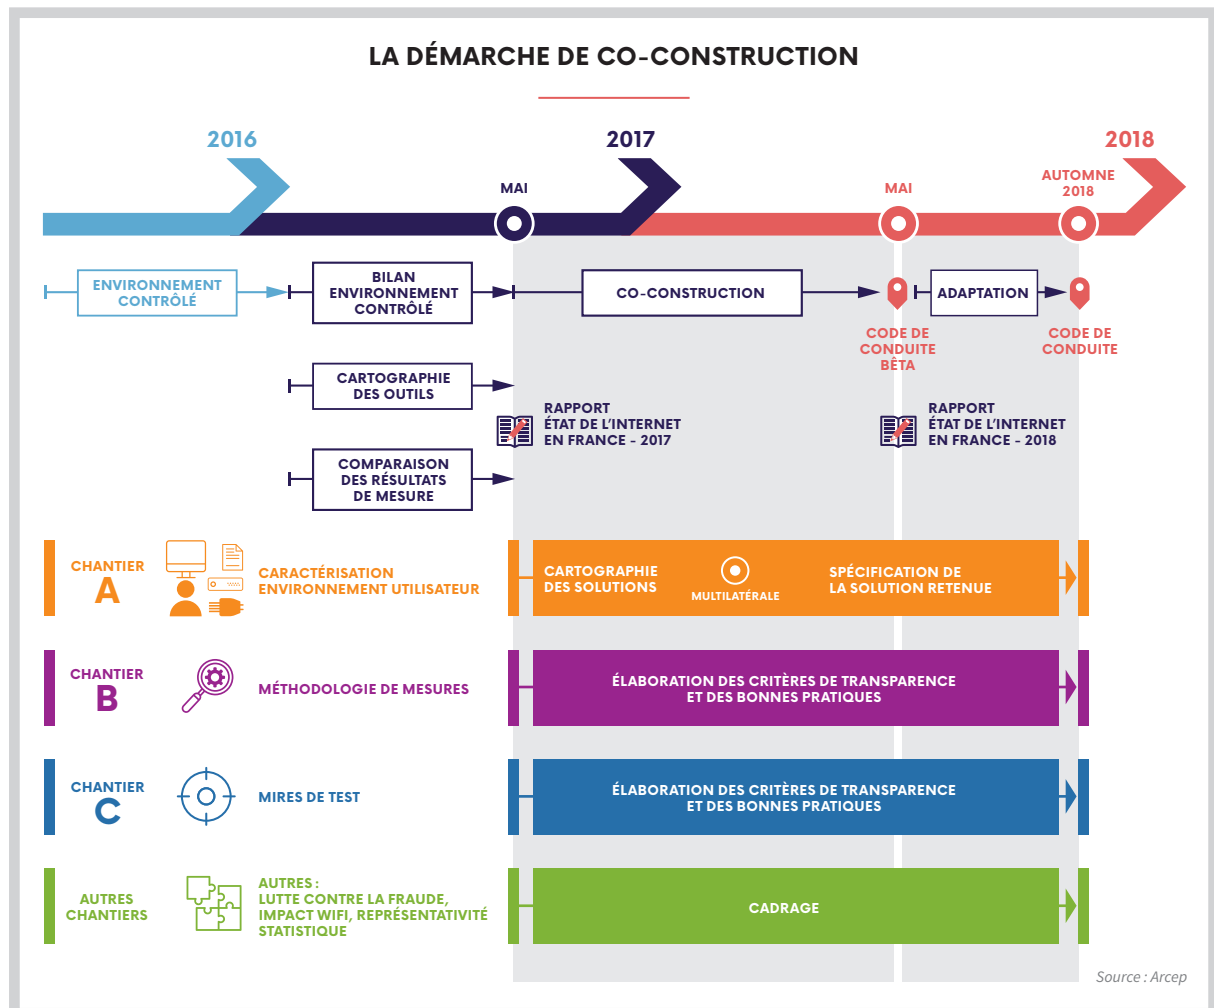 LA DÉMARCHE DE CO-CONSTRUCTION
2016
2017
2018
MAI
MAI
AUTOMNE
2018
ENVIRONNEMENT
CONTRÔLÉ
BILAN
ENVIRONNEMENT
CONTRÔLÉ
CO-CONSTRUCTION
ADAPTATION
CODE DE
CONDUITE
BÊTA
CODE DE
CONDUITE
CARTOGRAPHIE
DES OUTILS
RAPPORT
ÉTAT DE L'INTERNET
EN FRANCE - 2017
RAPPORT
ÉTAT DE L'INTERNET
EN FRANCE - 2018
COMPARAISON
DES RÉSULTATS
DE MESURE
CHANTIER
A
CARACTÉRISATION
ENVIRONNEMENT UTILISATEUR
CARTOGRAPHIE
DES SOLUTIONS
MULTILATÉRALE
SPÉCIFICATION DE
LA SOLUTION RETENUE
CHANTIER
B
MÉTHODOLOGIE DE MESURES
ÉLABORATION DES CRITÈRES DE TRANSPARENCE
ET DES BONNES PRATIQUES
CHANTIER
C
MIRES DE TEST
ÉLABORATION DES CRITÈRES DE TRANSPARENCE
ET DES BONNES PRATIQUES
AUTRES
CHANTIERS
AUTRES :
LUTTE CONTRE LA FRAUDE,
IMPACT WIFI, REPRÉSENTATIVITÉ
STATISTIQUE
CADRAGE
Source : Arcep